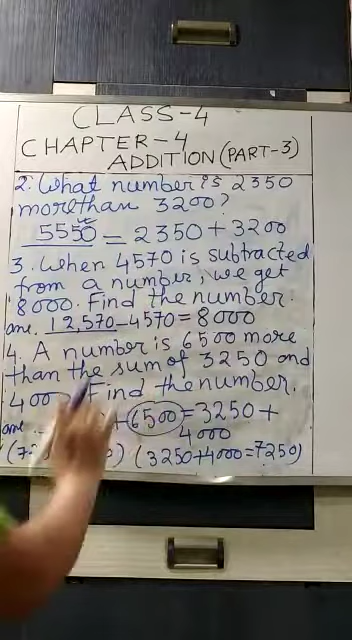 CLASS-4
CHAPTER-4
ADDITION (PART-3)
2. What number is 2350
more than 3200?
5550 = 2350 + 3200
3. When 4570 is subtracted
from a number, we get
8000. Find the number.
ans. 12,570 - 4570 = 8000
4. A number is 6500 more
than the sum of 3250 and
Find the number.
ans + 6500 = 3250 +
4000
(3250+4000=7250)